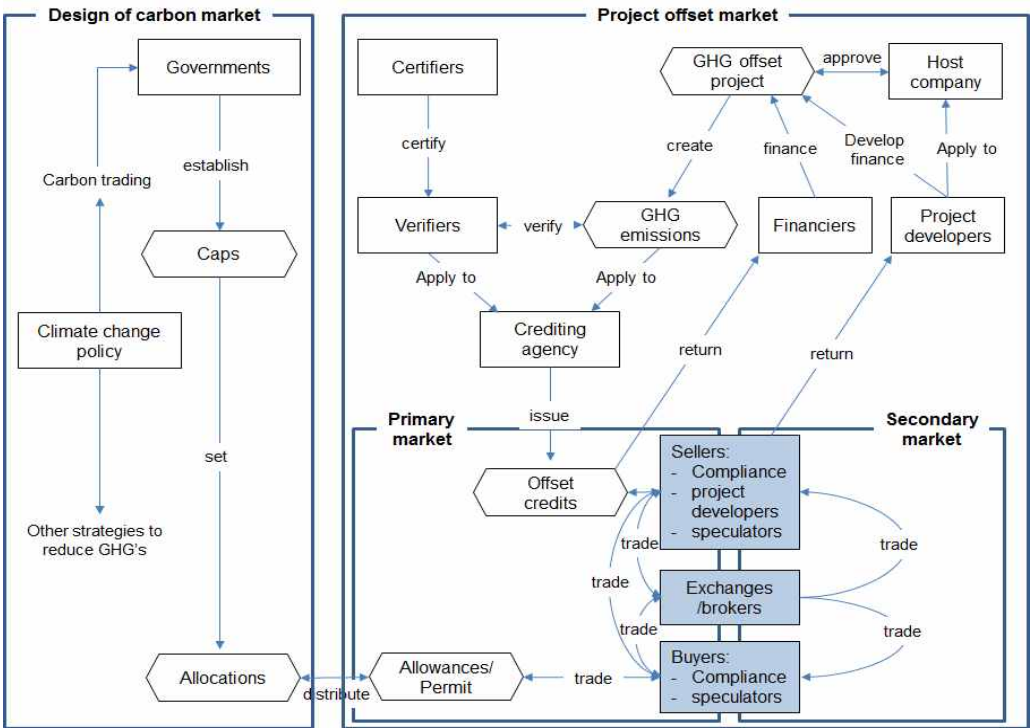 Design of carbon market
Project offset market
Governments
Certifiers
GHG offset
project
approve
Host
company
certify
create
finance
Develop
finance
Apply to
establish
Carbon trading
Verifiers
verify
GHG
emissions
Financiers
Project
developers
Caps
Apply to
Apply to
Climate change
policy
Crediting
agency
return
return
issue
Primary
market
Secondary
market
set
Offset
credits
Sellers:
- Compliance
- project
developers
- speculators
Other strategies to
reduce GHG's
trade
trade
trade
Exchanges
/brokers
trade
trade
Allocations
distribute
Allowances/
Permit
trade
Buyers:
- Compliance
- speculators